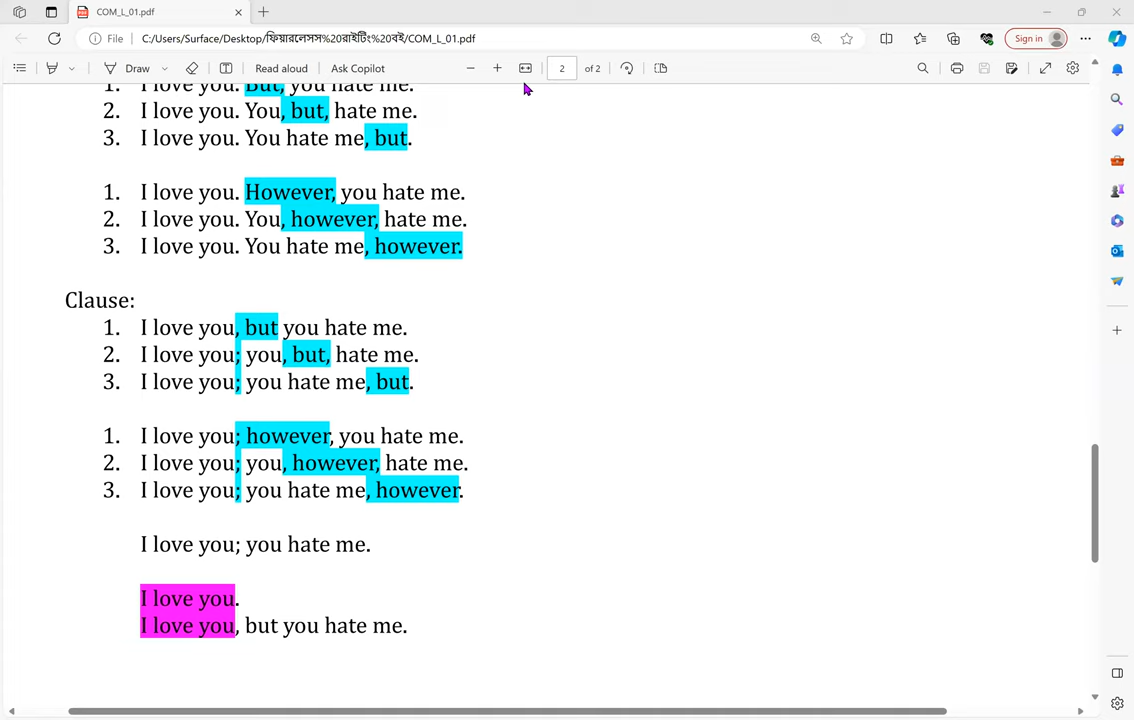 COM_L_01.pdf
File
C:/Users/Surface/Desktop/ফিয়ারলেসস%20রাইটিং%20বই/COM_L_01.pdf
Sign in
Draw
Read aloud
Ask Copilot
2 of 2
1. I love you. But, you hate me.
2. I love you. You, but, hate me.
3. I love you. You hate me, but.
1. I love you. However, you hate me.
2. I love you. You, however, hate me.
3. I love you. You hate me, however.
Clause:
1. I love you, but you hate me.
2. I love you; you, but, hate me.
3. I love you; you hate me, but.
1. I love you; however, you hate me.
2. I love you; you, however, hate me.
3. I love you; you hate me, however.
I love you; you hate me.
I love you.
I love you, but you hate me.